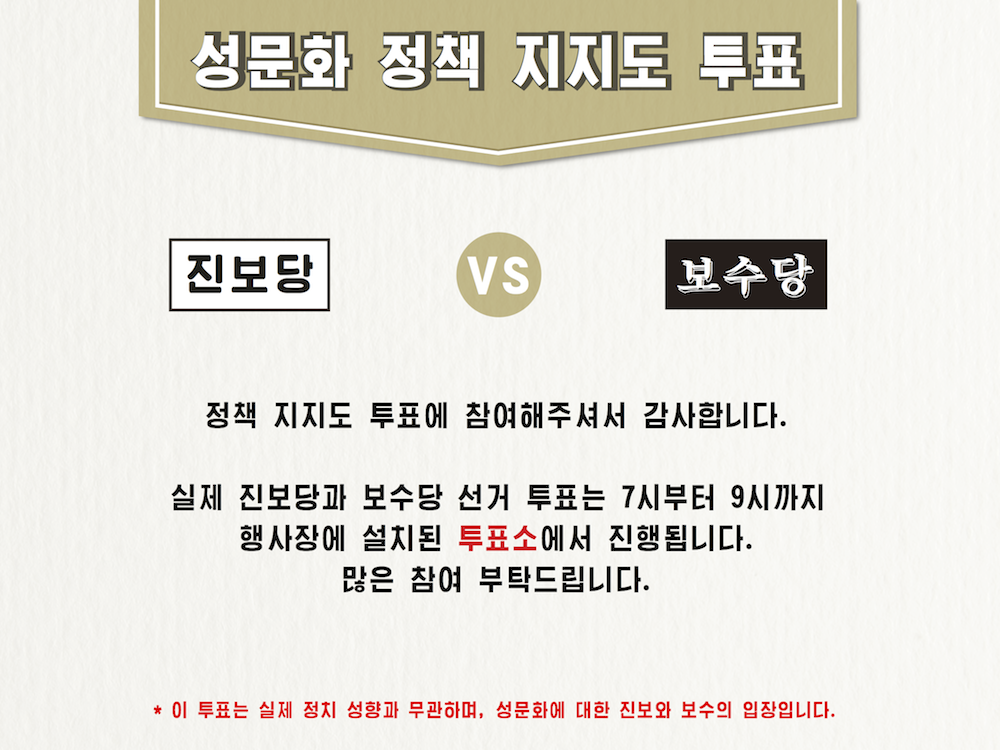 성문화 정책 지지도 투표
진보당 VS 보수당
정책 지지도 투표에 참여해주셔서 감사합니다.
실제 진보당과 보수당 선거 투표는 7시부터 9시까지
행사장에 설치된 투표소에서 진행됩니다.
많은 참여 부탁드립니다.
* 이 투표는 실제 정치 성향과 무관하며, 성문화에 대한 진보와 보수의 입장입니다.